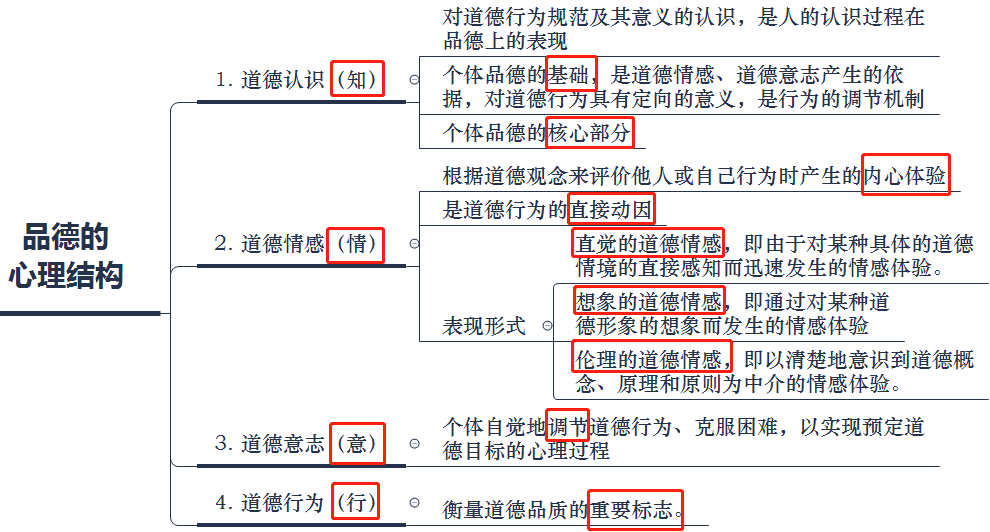 品德的
心理结构
1. 道德认识（知）
对道德行为规范及其意义的认识，是人的认识过程在
品德上的表现
个体品德的基础，是道德情感、道德意志产生的依
据，对道德行为具有定向的意义，是行为的调节机制
个体品德的核心部分
2. 道德情感（情）
根据道德观念来评价他人或自己行为时产生的内心体验
是道德行为的直接动因
表现形式
直觉的道德情感，即由于对某种具体的道德
情境的直接感知而迅速发生的情感体验。
想象的道德情感，即通过对某种道
德形象的想象而发生的情感体验
伦理的道德情感，即以清楚地意识到道德概
念、原理和原则为中介的情感体验。
3. 道德意志（意）
个体自觉地调节道德行为、克服困难，以实现预定道
德目标的心理过程
4. 道德行为（行）
衡量道德品质的重要标志。